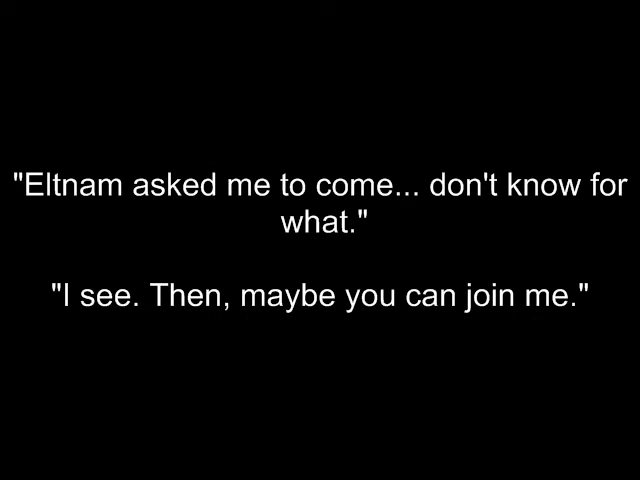 "Eltnam asked me to come... don't know for
what."
"I see. Then, maybe you can join me."